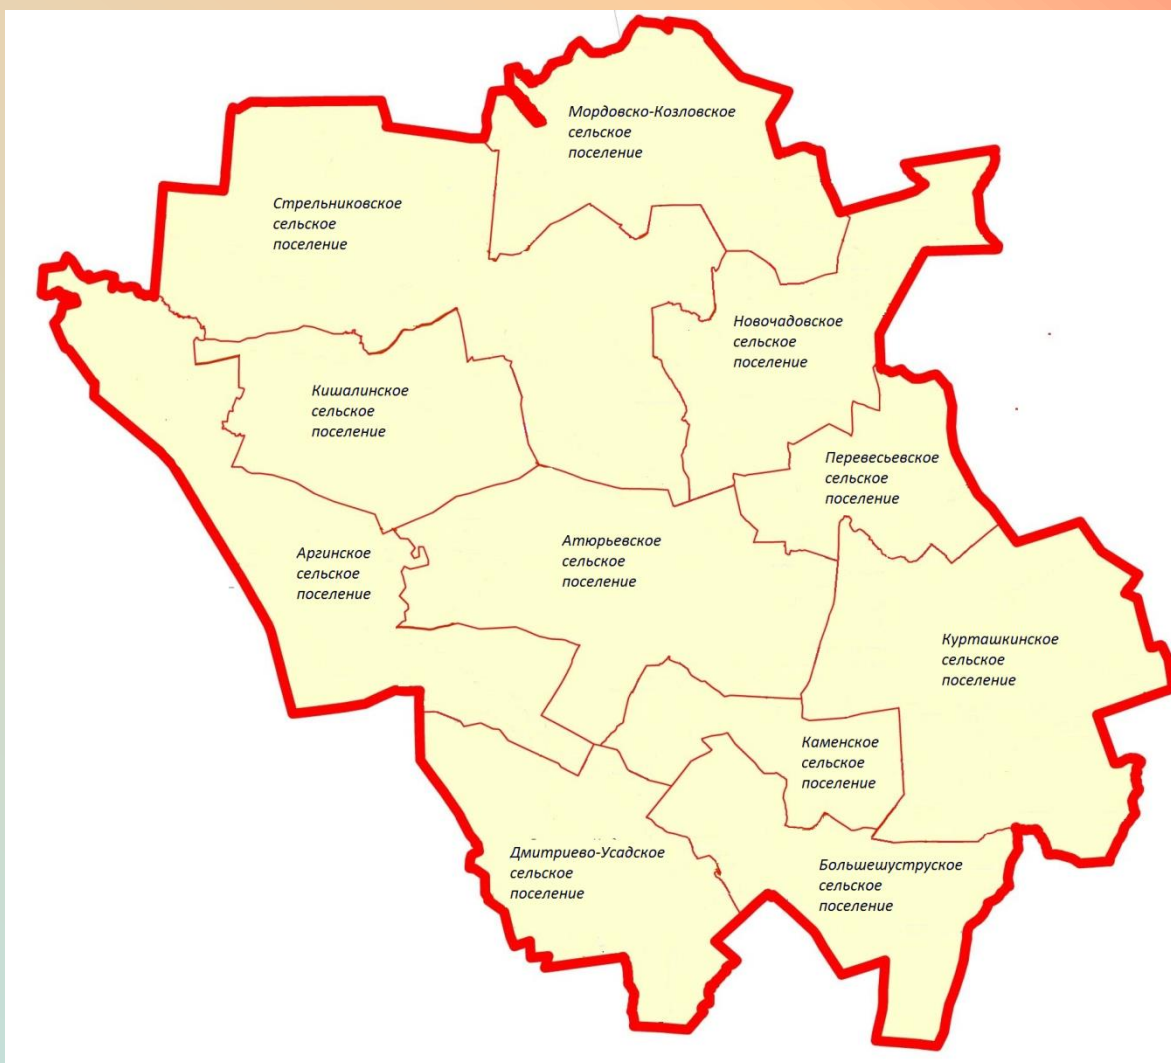 Мордовско-Козловское
сельское
поселение
Стрельниковское
сельское
поселение
Новочадовское
сельское
поселение
Кишалинское
сельское
поселение
Перевесьевское
сельское
поселение
Аргинское
сельское
поселение
Атюрьевское
сельское
поселение
Курташкинское
сельское
поселение
Каменское
сельское
поселение
Дмитриево-Усадское
сельское
поселение
Большешуструское
сельское
поселение